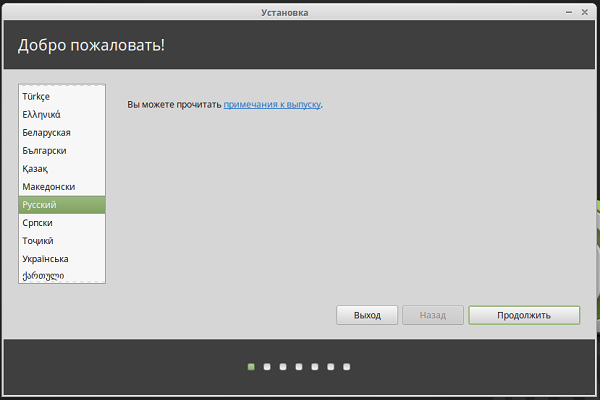 Установка
Добро пожаловать!
Türkçe
Ελληνικά
Беларуская
Български
Қазақ
Македонски
Русский
Српски
Тоҷикӣ
Українська
ქართული
Вы можете прочитать примечания к выпуску.
Выход
Назад
Продолжить